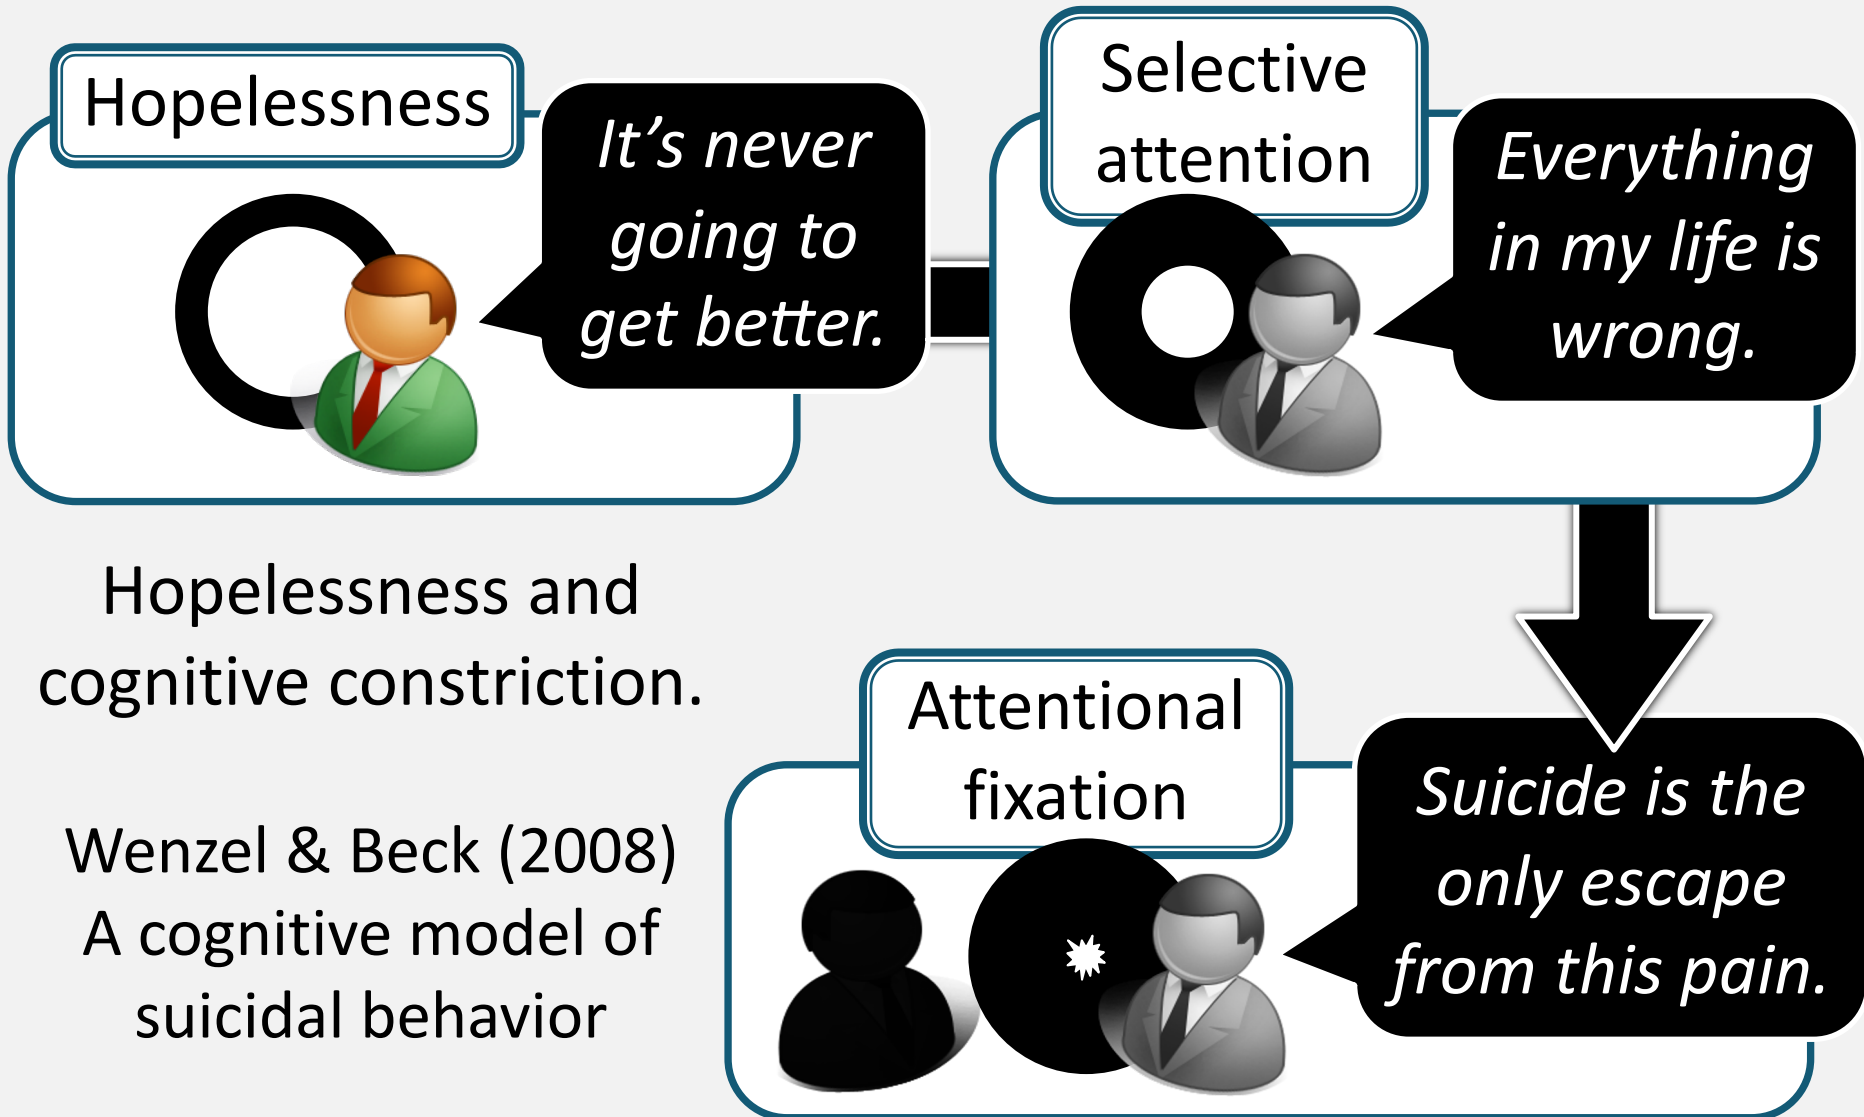 Hopelessness
It’s never
going to
get better.
Selective
attention
Everything
in my life is
wrong.
Hopelessness and
cognitive constriction.
Wenzel & Beck (2008)
A cognitive model of
suicidal behavior
Attentional
fixation
Suicide is the
only escape
from this pain.